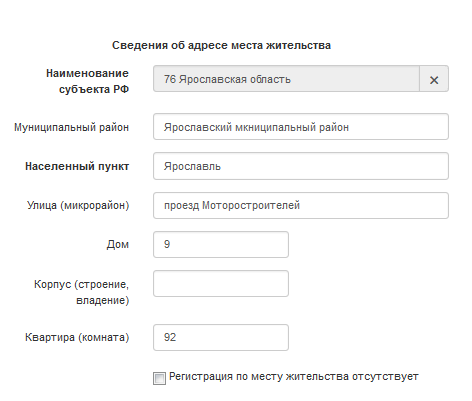 Сведения об адресе места жительства
Наименование
субъекта РФ
76 Ярославская область
×
Муниципальный район
Ярославский мкниципальный район
Населенный пункт
Ярославль
Улица (микрорайон)
проезд Моторостроителей
Дом
9
Корпус (строение,
владение)
Квартира (комната)
92
Регистрация по месту жительства отсутствует